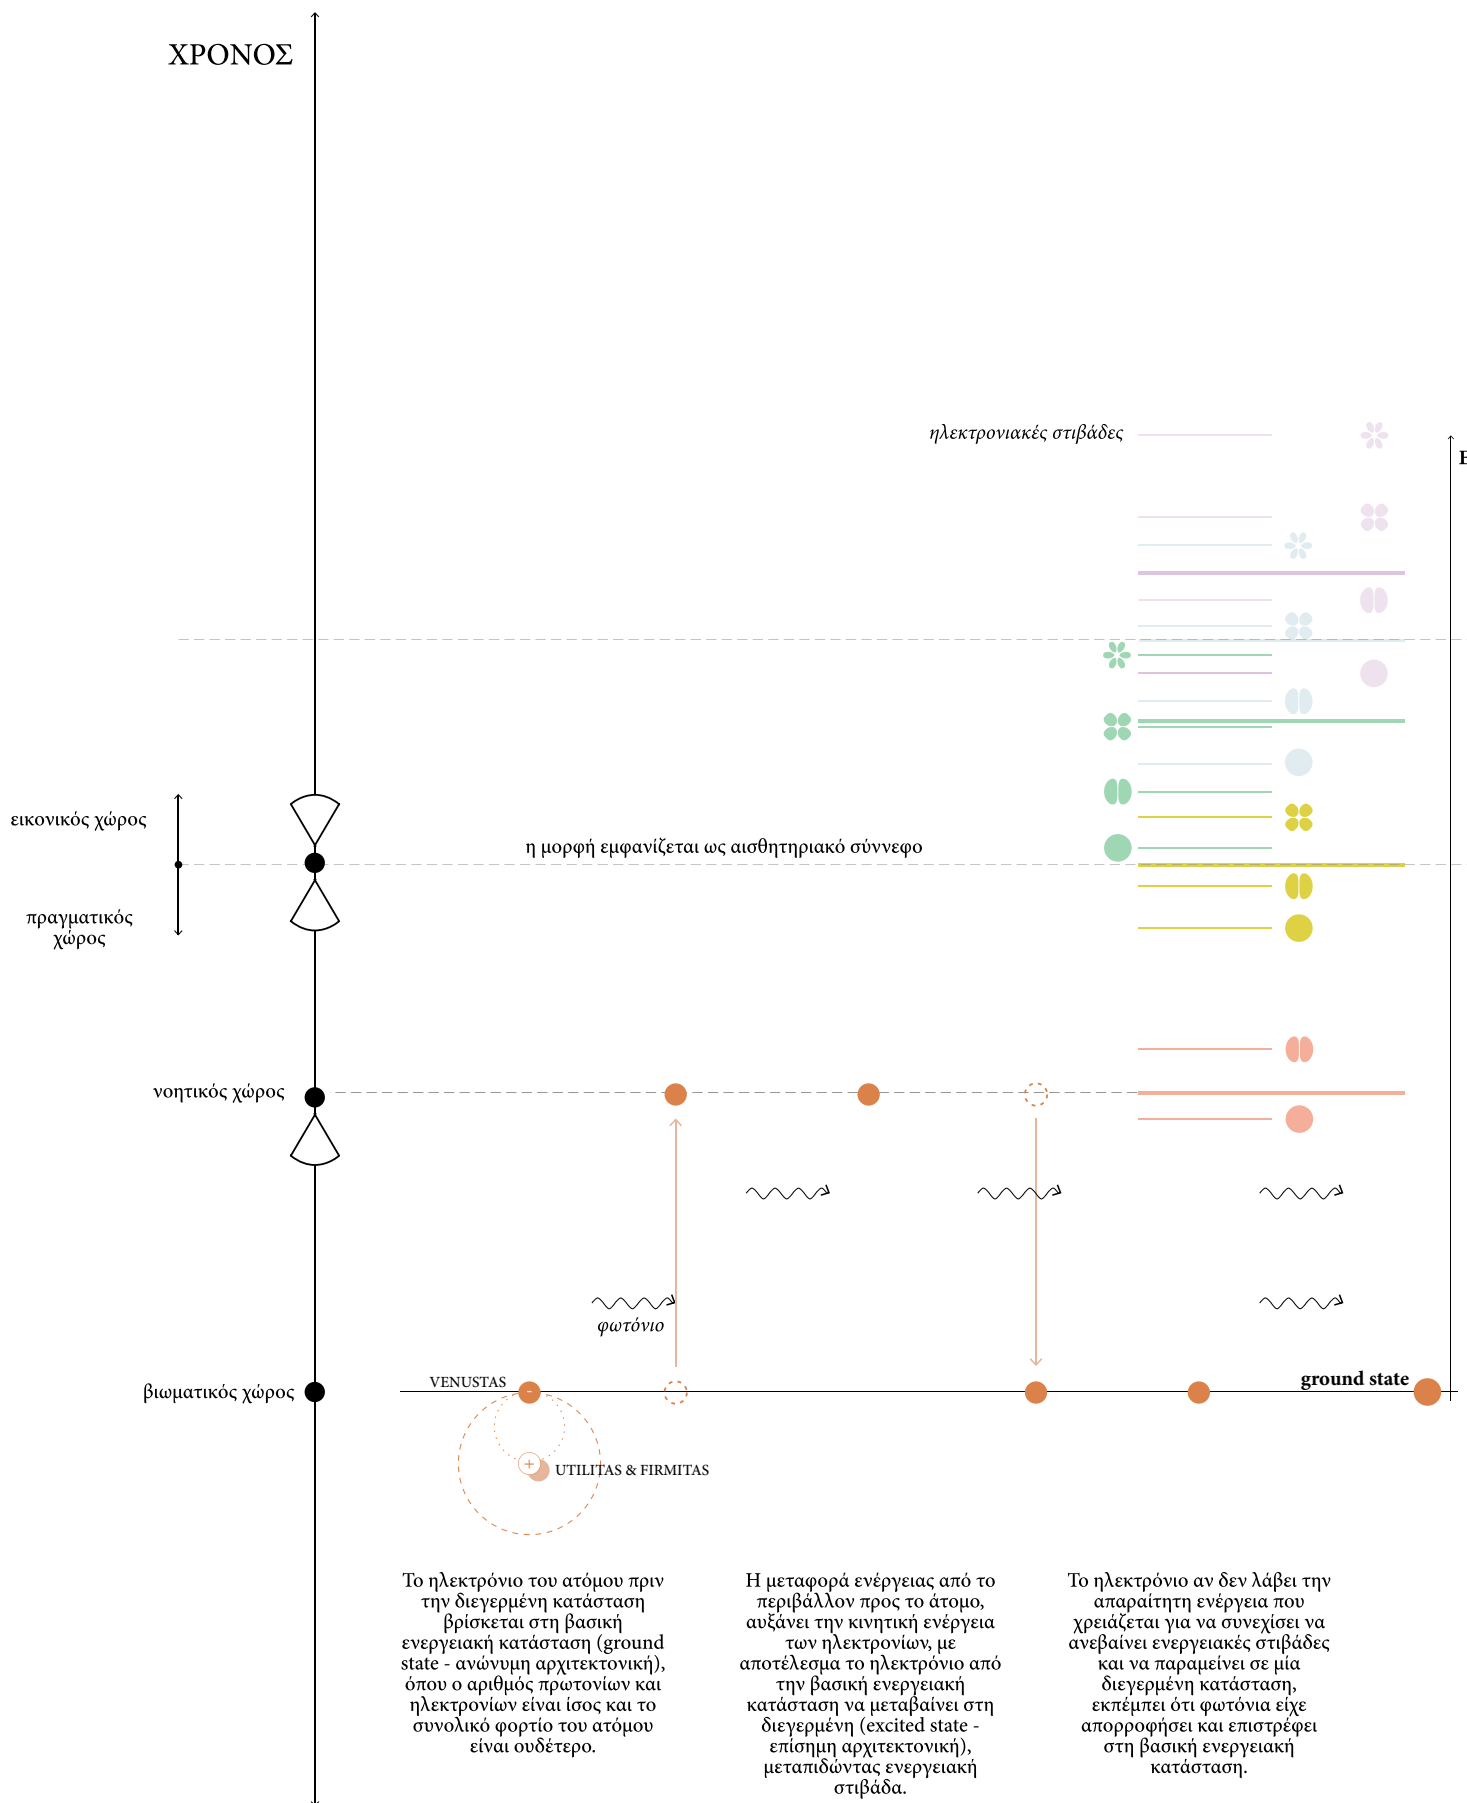 ΧΡΟΝΟΣ
ηλεκτρονιακές στιβάδες
E
εικονικός χώρος
η μορφή εμφανίζεται ως αισθητηριακό σύννεφο
πραγματικός
χώρος
νοητικός χώρος
φωτόνιο
βιωματικός χώρος
VENUSTAS
ground state
UTILITAS & FIRMITAS
Το ηλεκτρόνιο του ατόμου πριν
την διεγερμένη κατάσταση
βρίσκεται στη βασική
ενεργειακή κατάσταση (ground
state - ανώνυμη αρχιτεκτονική),
όπου ο αριθμός πρωτονίων και
ηλεκτρονίων είναι ίσος και το
συνολικό φορτίο του ατόμου
είναι ουδέτερο.
Η μεταφορά ενέργειας από το
περιβάλλον προς το άτομο,
αυξάνει την κινητική ενέργεια
των ηλεκτρονίων, με
αποτέλεσμα το ηλεκτρόνιο από
την βασική ενεργειακή
κατάσταση να μεταβαίνει στη
διεγερμένη (excited state -
επίσημη αρχιτεκτονική),
μεταπιδώντας ενεργειακή
στιβάδα.
Το ηλεκτρόνιο αν δεν λάβει την
απαραίτητη ενέργεια που
χρειάζεται για να συνεχίσει να
ανεβαίνει ενεργειακές στιβάδες
και να παραμείνει σε μία
διεγερμένη κατάσταση,
εκπέμπει ότι φωτόνια είχε
απορροφήσει και επιστρέφει
στη βασική ενεργειακή
κατάσταση.